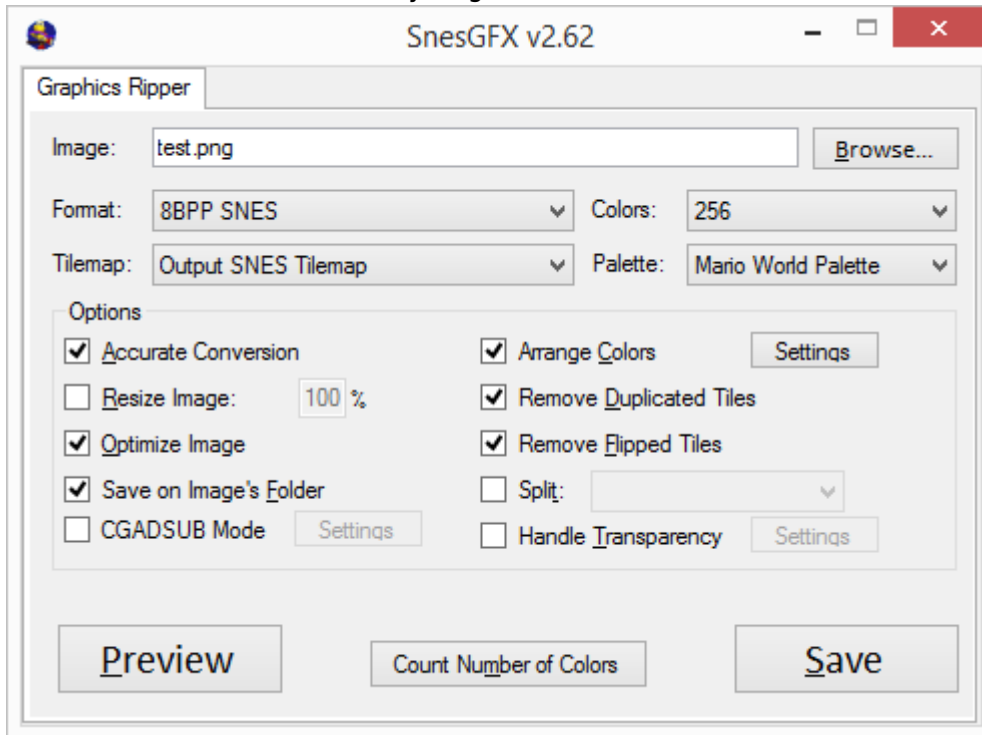 SnesGFX v2.62
Graphics Ripper
Image: test.png Browse...
Format: 8BPP SNES Colors: 256
Tilemap: Output SNES Tilemap Palette: Mario World Palette
Options
Accurate Conversion Arrange Colors Settings
Resize Image: 100 % Remove Duplicated Tiles
Optimize Image Remove Flipped Tiles
Save on Image's Folder Split:
CGADSUB Mode Settings Handle Transparency Settings
Preview Count Number of Colors Save